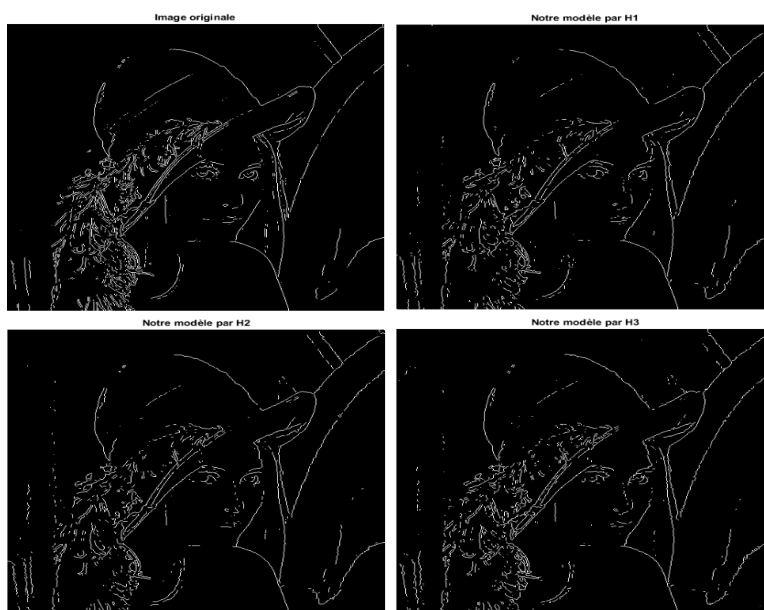 Image originale
Notre modèle par H1
Notre modèle par H2
Notre modèle par H3